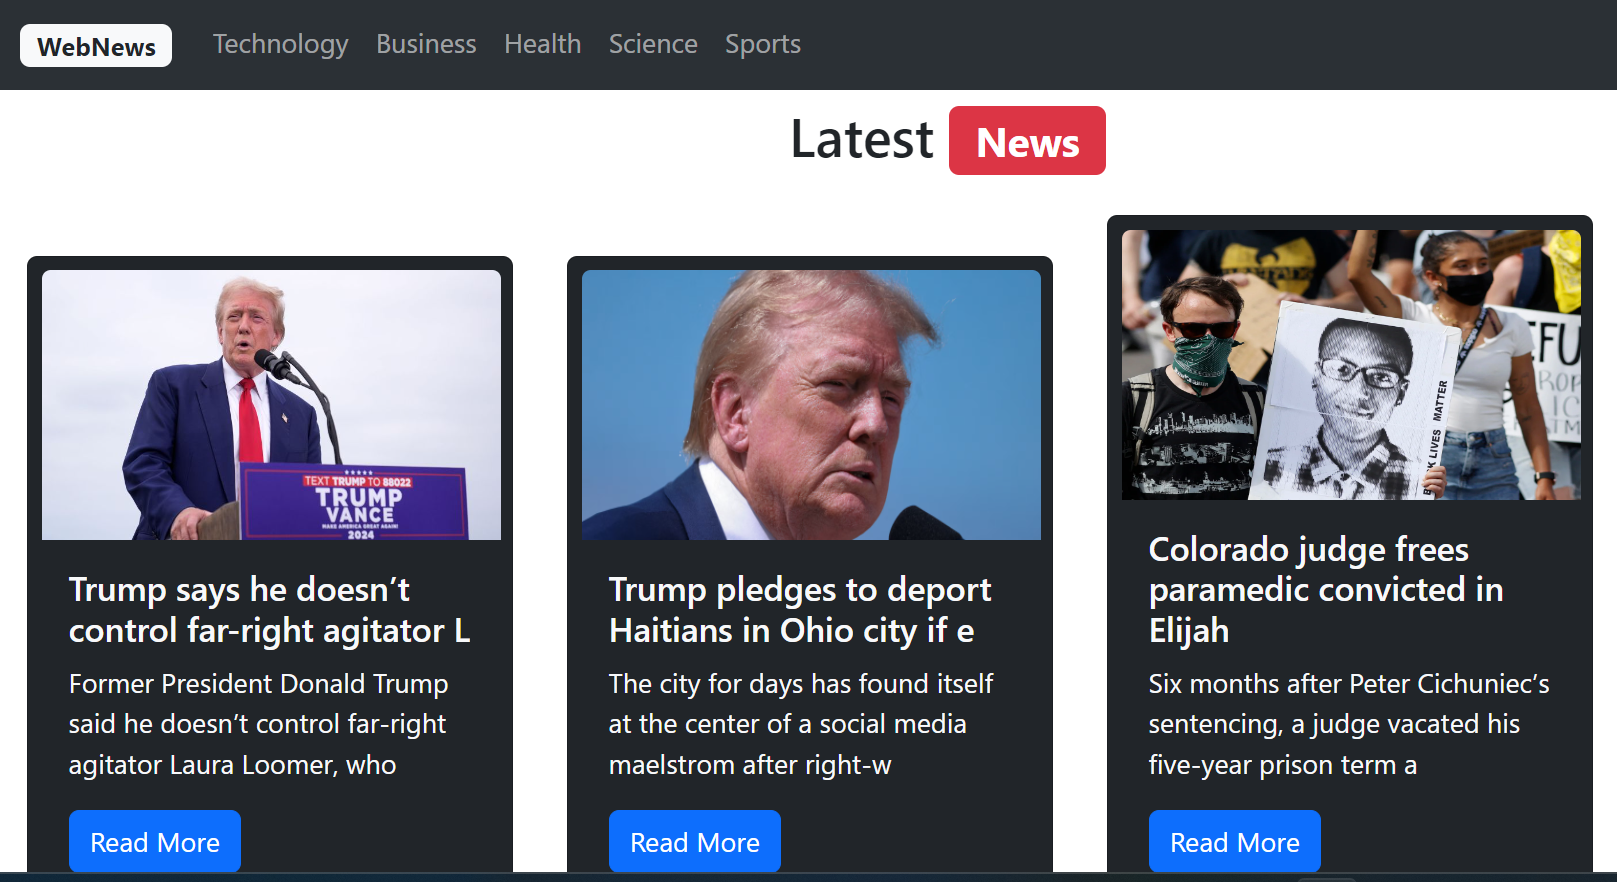 WebNews
Technology Business Health Science Sports
Latest News
TEXT TRUMP TO 88022
TRUMP
VANCE
MAKE AMERICA GREAT AGAIN!
2024
Trump says he doesn’t
control far-right agitator L
Former President Donald Trump
said he doesn’t control far-right
agitator Laura Loomer, who
Read More
Trump pledges to deport
Haitians in Ohio city if e
The city for days has found itself
at the center of a social media
maelstrom after right-w
Read More
LIVES MATTER
Colorado judge frees
paramedic convicted in
Elijah
Six months after Peter Cichuniec’s
sentencing, a judge vacated his
five-year prison term a
Read More